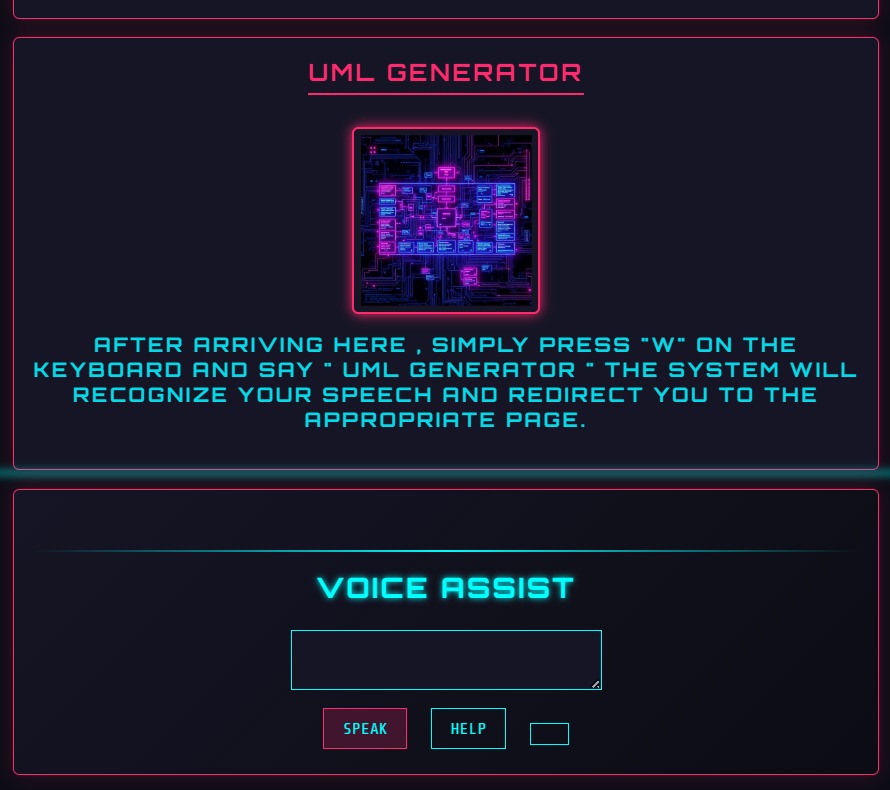 UML GENERATOR
AFTER ARRIVING HERE , SIMPLY PRESS "W" ON THE
KEYBOARD AND SAY " UML GENERATOR " THE SYSTEM WILL
RECOGNIZE YOUR SPEECH AND REDIRECT YOU TO THE
APPROPRIATE PAGE.
VOICE ASSIST
SPEAK HELP